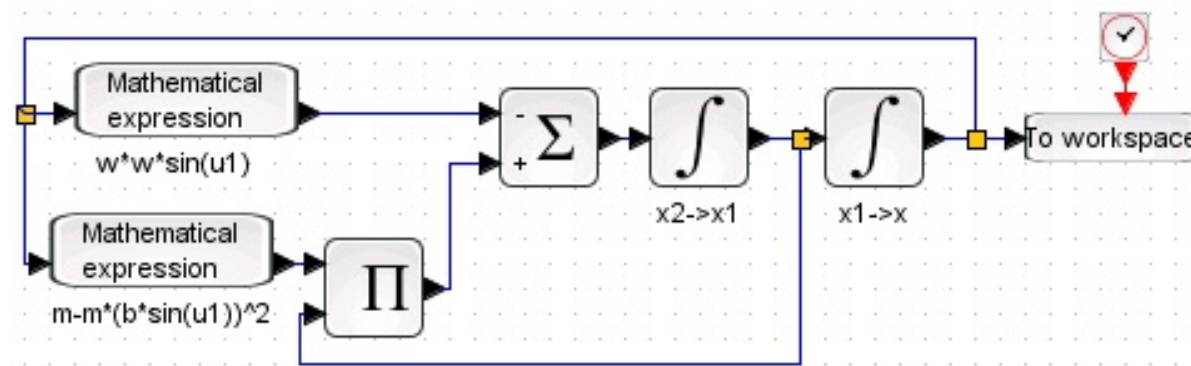 Mathematical
expression
w*w*sin(u1)
Mathematical
expression
m-m*(b*sin(u1))^2
∏
-
+
Σ
∫
x2->x1
∫
x1->x
To workspace